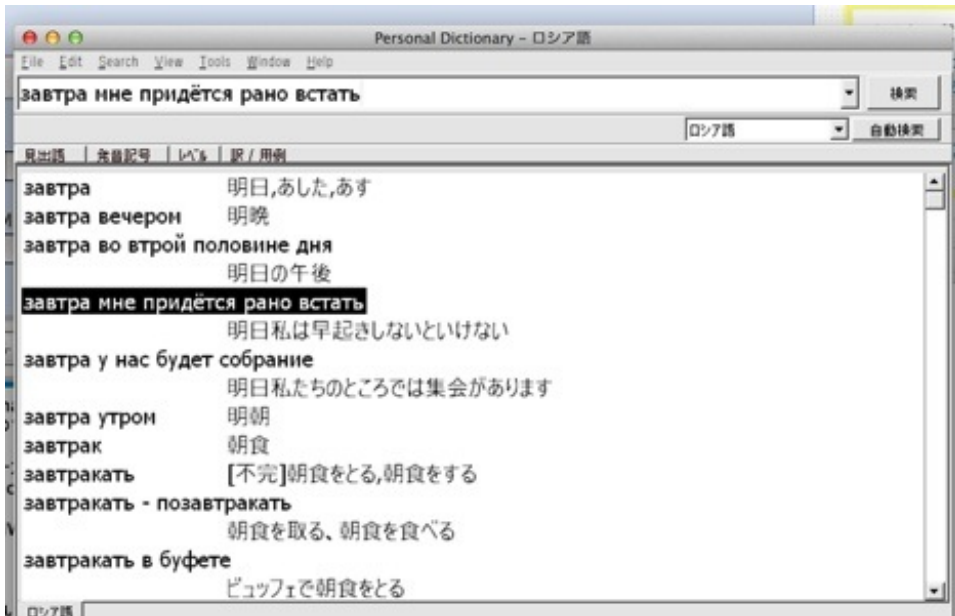 Personal Dictionary – ロシア語
File Edit Search View Tools Window Help
завтра мне придётся рано встать 検索
ロシア語 自動検索
見出語 発音記号 レベル 訳 / 用例
завтра 明日,あした,あす
завтра вечером 明晩
завтра во втрой половине дня
明日の午後
завтра мне придётся рано встать
明日私は早起きしないといけない
завтра у нас будет собрание
明日私たちのところでは集会があります
завтра утром 明朝
завтрак 朝食
завтракать [不完]朝食をとる,朝食をする
завтракать - позавтракать
朝食を取る、朝食を食べる
завтракать в буфете
ビュッフェで朝食をとる
ロシア語